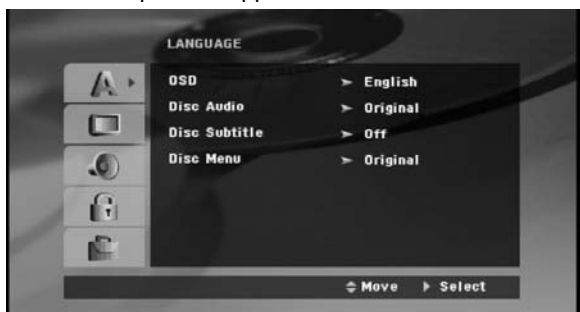 LANGUAGE
OSD ➢ English
Disc Audio ➢ Original
Disc Subtitle ➢ Off
Disc Menu ➢ Original
Move Select